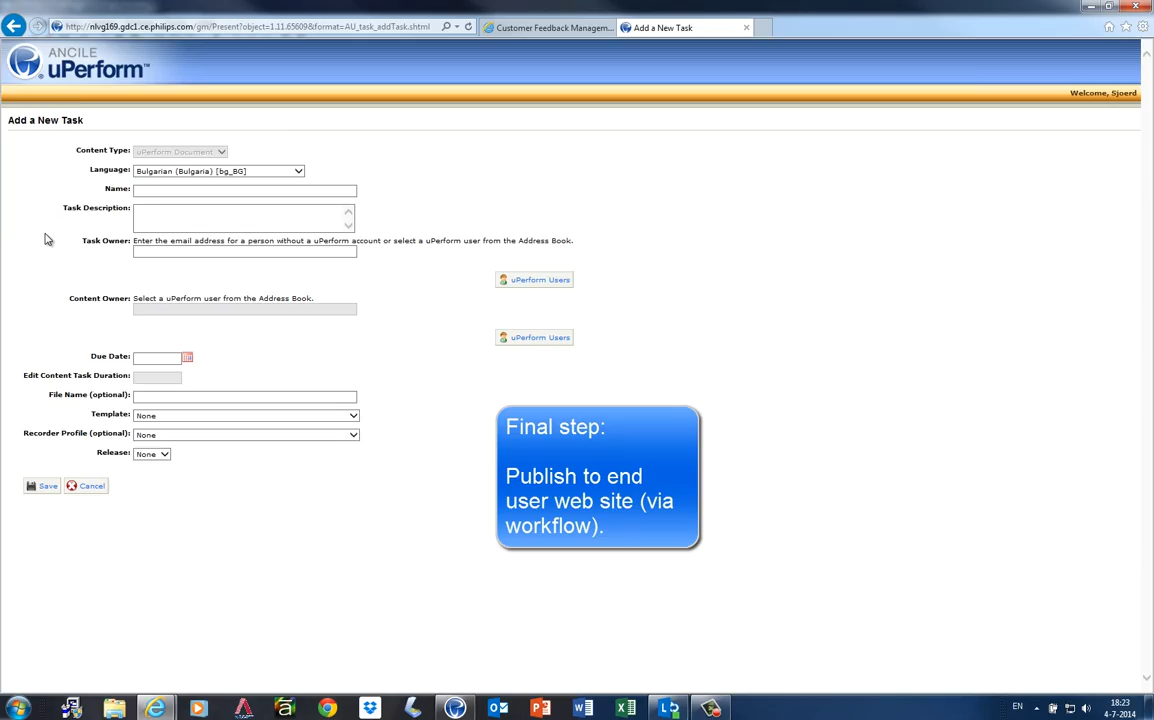 http://nlvg169.gdc1.ce.philips.com/gm/Present?object=1.11.65609&format=AU_task_addTask.shtml
Customer Feedback Managem...
Add a New Task
ANCILE
uPerform
Welcome, Sjoerd
Add a New Task
Content Type: uPerform Document
Language: Bulgarian (Bulgaria) [bg_BG]
Name:
Task Description:
Task Owner: Enter the email address for a person without a uPerform account or select a uPerform user from the Address Book.
uPerform Users
Content Owner: Select a uPerform user from the Address Book.
uPerform Users
Due Date:
Edit Content Task Duration:
File Name (optional):
Template: None
Recorder Profile (optional): None
Release: None
Save Cancel
Final step:
Publish to end
user web site (via
workflow).
EN
18:23
4-7-2014